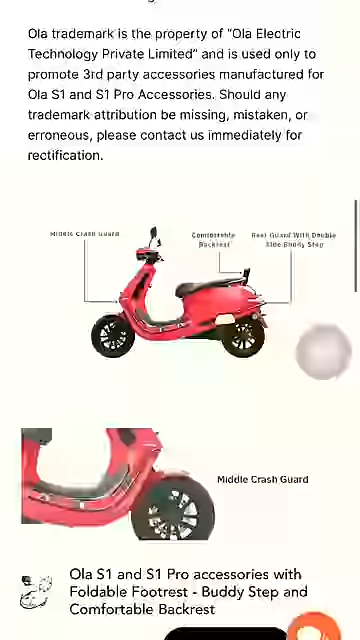 Ola trademark is the property of "Ola Electric
Technology Private Limited" and is used only to
promote 3rd party accessories manufactured for
Ola S1 and S1 Pro Accessories. Should any
trademark attribution be missing, mistaken, or
erroneous, please contact us immediately for
rectification.
Middle Crash Guard
Comfortable
Backrest
Rear Guard With Double
Side Buddy Step
Middle Crash Guard
Ola S1 and S1 Pro accessories with
Foldable Footrest - Buddy Step and
Comfortable Backrest